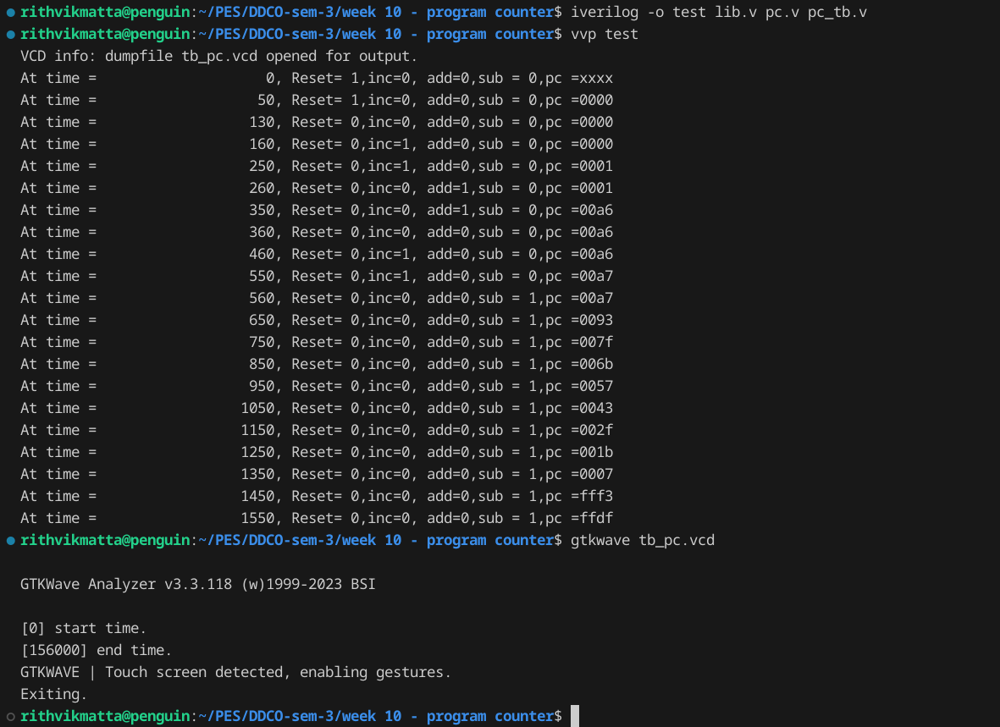 rithvikmatta@penguin:~/PES/DDCO-sem-3/week 10 - program counter$ iverilog -o test lib.v pc.v pc_tb.v
rithvikmatta@penguin:~/PES/DDCO-sem-3/week 10 - program counter$ vvp test
VCD info: dumpfile tb_pc.vcd opened for output.
At time =                    0, Reset= 1,inc=0, add=0,sub = 0,pc =xxxx
At time =                   50, Reset= 1,inc=0, add=0,sub = 0,pc =0000
At time =                  130, Reset= 0,inc=0, add=0,sub = 0,pc =0000
At time =                  160, Reset= 0,inc=1, add=0,sub = 0,pc =0000
At time =                  250, Reset= 0,inc=1, add=0,sub = 0,pc =0001
At time =                  260, Reset= 0,inc=0, add=1,sub = 0,pc =0001
At time =                  350, Reset= 0,inc=0, add=1,sub = 0,pc =00a6
At time =                  360, Reset= 0,inc=0, add=0,sub = 0,pc =00a6
At time =                  460, Reset= 0,inc=1, add=0,sub = 0,pc =00a6
At time =                  550, Reset= 0,inc=1, add=0,sub = 0,pc =00a7
At time =                  560, Reset= 0,inc=0, add=0,sub = 1,pc =00a7
At time =                  650, Reset= 0,inc=0, add=0,sub = 1,pc =0093
At time =                  750, Reset= 0,inc=0, add=0,sub = 1,pc =007f
At time =                  850, Reset= 0,inc=0, add=0,sub = 1,pc =006b
At time =                  950, Reset= 0,inc=0, add=0,sub = 1,pc =0057
At time =                 1050, Reset= 0,inc=0, add=0,sub = 1,pc =0043
At time =                 1150, Reset= 0,inc=0, add=0,sub = 1,pc =002f
At time =                 1250, Reset= 0,inc=0, add=0,sub = 1,pc =001b
At time =                 1350, Reset= 0,inc=0, add=0,sub = 1,pc =0007
At time =                 1450, Reset= 0,inc=0, add=0,sub = 1,pc =fff3
At time =                 1550, Reset= 0,inc=0, add=0,sub = 1,pc =ffdf
rithvikmatta@penguin:~/PES/DDCO-sem-3/week 10 - program counter$ gtkwave tb_pc.vcd
GTKWave Analyzer v3.3.118 (w)1999-2023 BSI
[0] start time.
[156000] end time.
GTKWAVE | Touch screen detected, enabling gestures.
Exiting.
rithvikmatta@penguin:~/PES/DDCO-sem-3/week 10 - program counter$